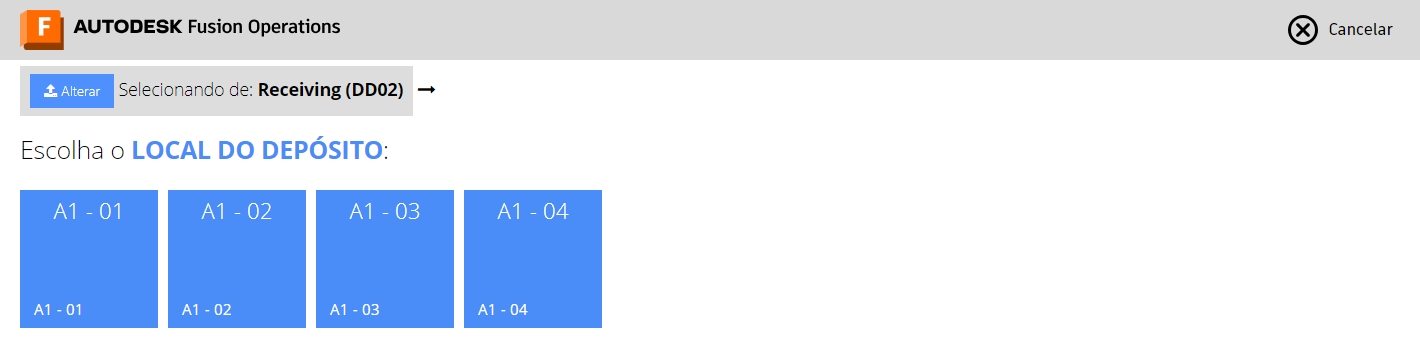 F AUTODESK Fusion Operations
Cancelar
Alterar Selecionando de: Receiving (DD02)
Escolha o LOCAL DO DEPÓSITO:
A1 - 01 A1 - 02 A1 - 03 A1 - 04
A1 - 01 A1 - 02 A1 - 03 A1 - 04